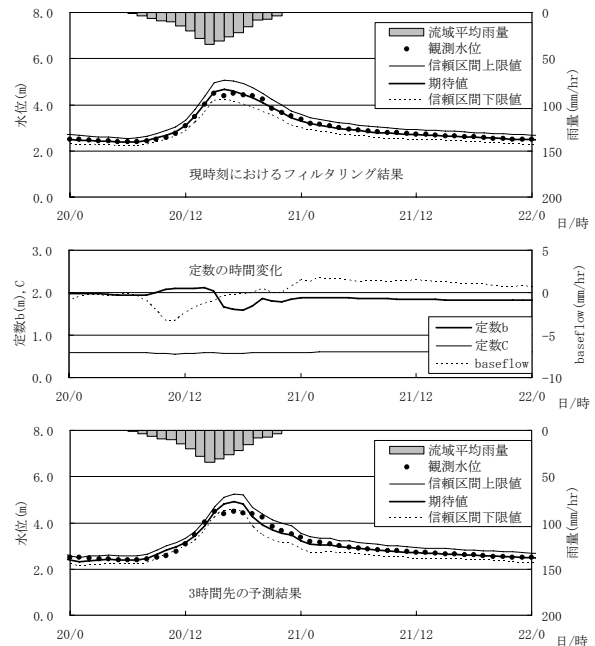 8.0
6.0
4.0
2.0
0.0
水位(m)
0
50
100
150
200
雨量(mm/hr)
流域平均雨量
観測水位
信頼区間上限値
期待値
信頼区間下限値
現時刻におけるフィルタリング結果
20/0
20/12
21/0
21/12
22/0
日/時
3.0
2.0
1.0
0.0
定数b(m),C
5
0
-5
-10
baseflow(mm/hr)
定数の時間変化
定数b
定数C
baseflow
20/0
20/12
21/0
21/12
22/0
日/時
8.0
6.0
4.0
2.0
0.0
水位(m)
0
50
100
150
200
雨量(mm/hr)
流域平均雨量
観測水位
信頼区間上限値
期待値
信頼区間下限値
3時間先の予測結果
20/0
20/12
21/0
21/12
22/0
日/時